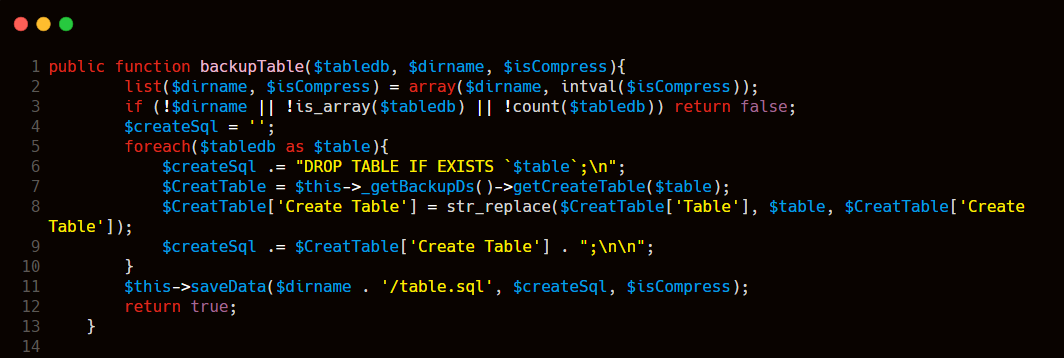 1 public function backupTable($tabledb, $dirname, $isCompress){
2 list($dirname, $isCompress) = array($dirname, intval($isCompress));
3 if (!$dirname || !is_array($tabledb) || !count($tabledb)) return false;
4 $createSql = '';
5 foreach($tabledb as $table){
6 $createSql .= "DROP TABLE IF EXISTS `$table`;\n";
7 $CreatTable = $this->_getBackupDs()->getCreateTable($table);
8 $CreatTable['Create Table'] = str_replace($CreatTable['Table'], $table, $CreatTable['Create
Table']);
9 $createSql .= $CreatTable['Create Table'] . ";\n\n";
10 }
11 $this->saveData($dirname . '/table.sql', $createSql, $isCompress);
12 return true;
13 }
14